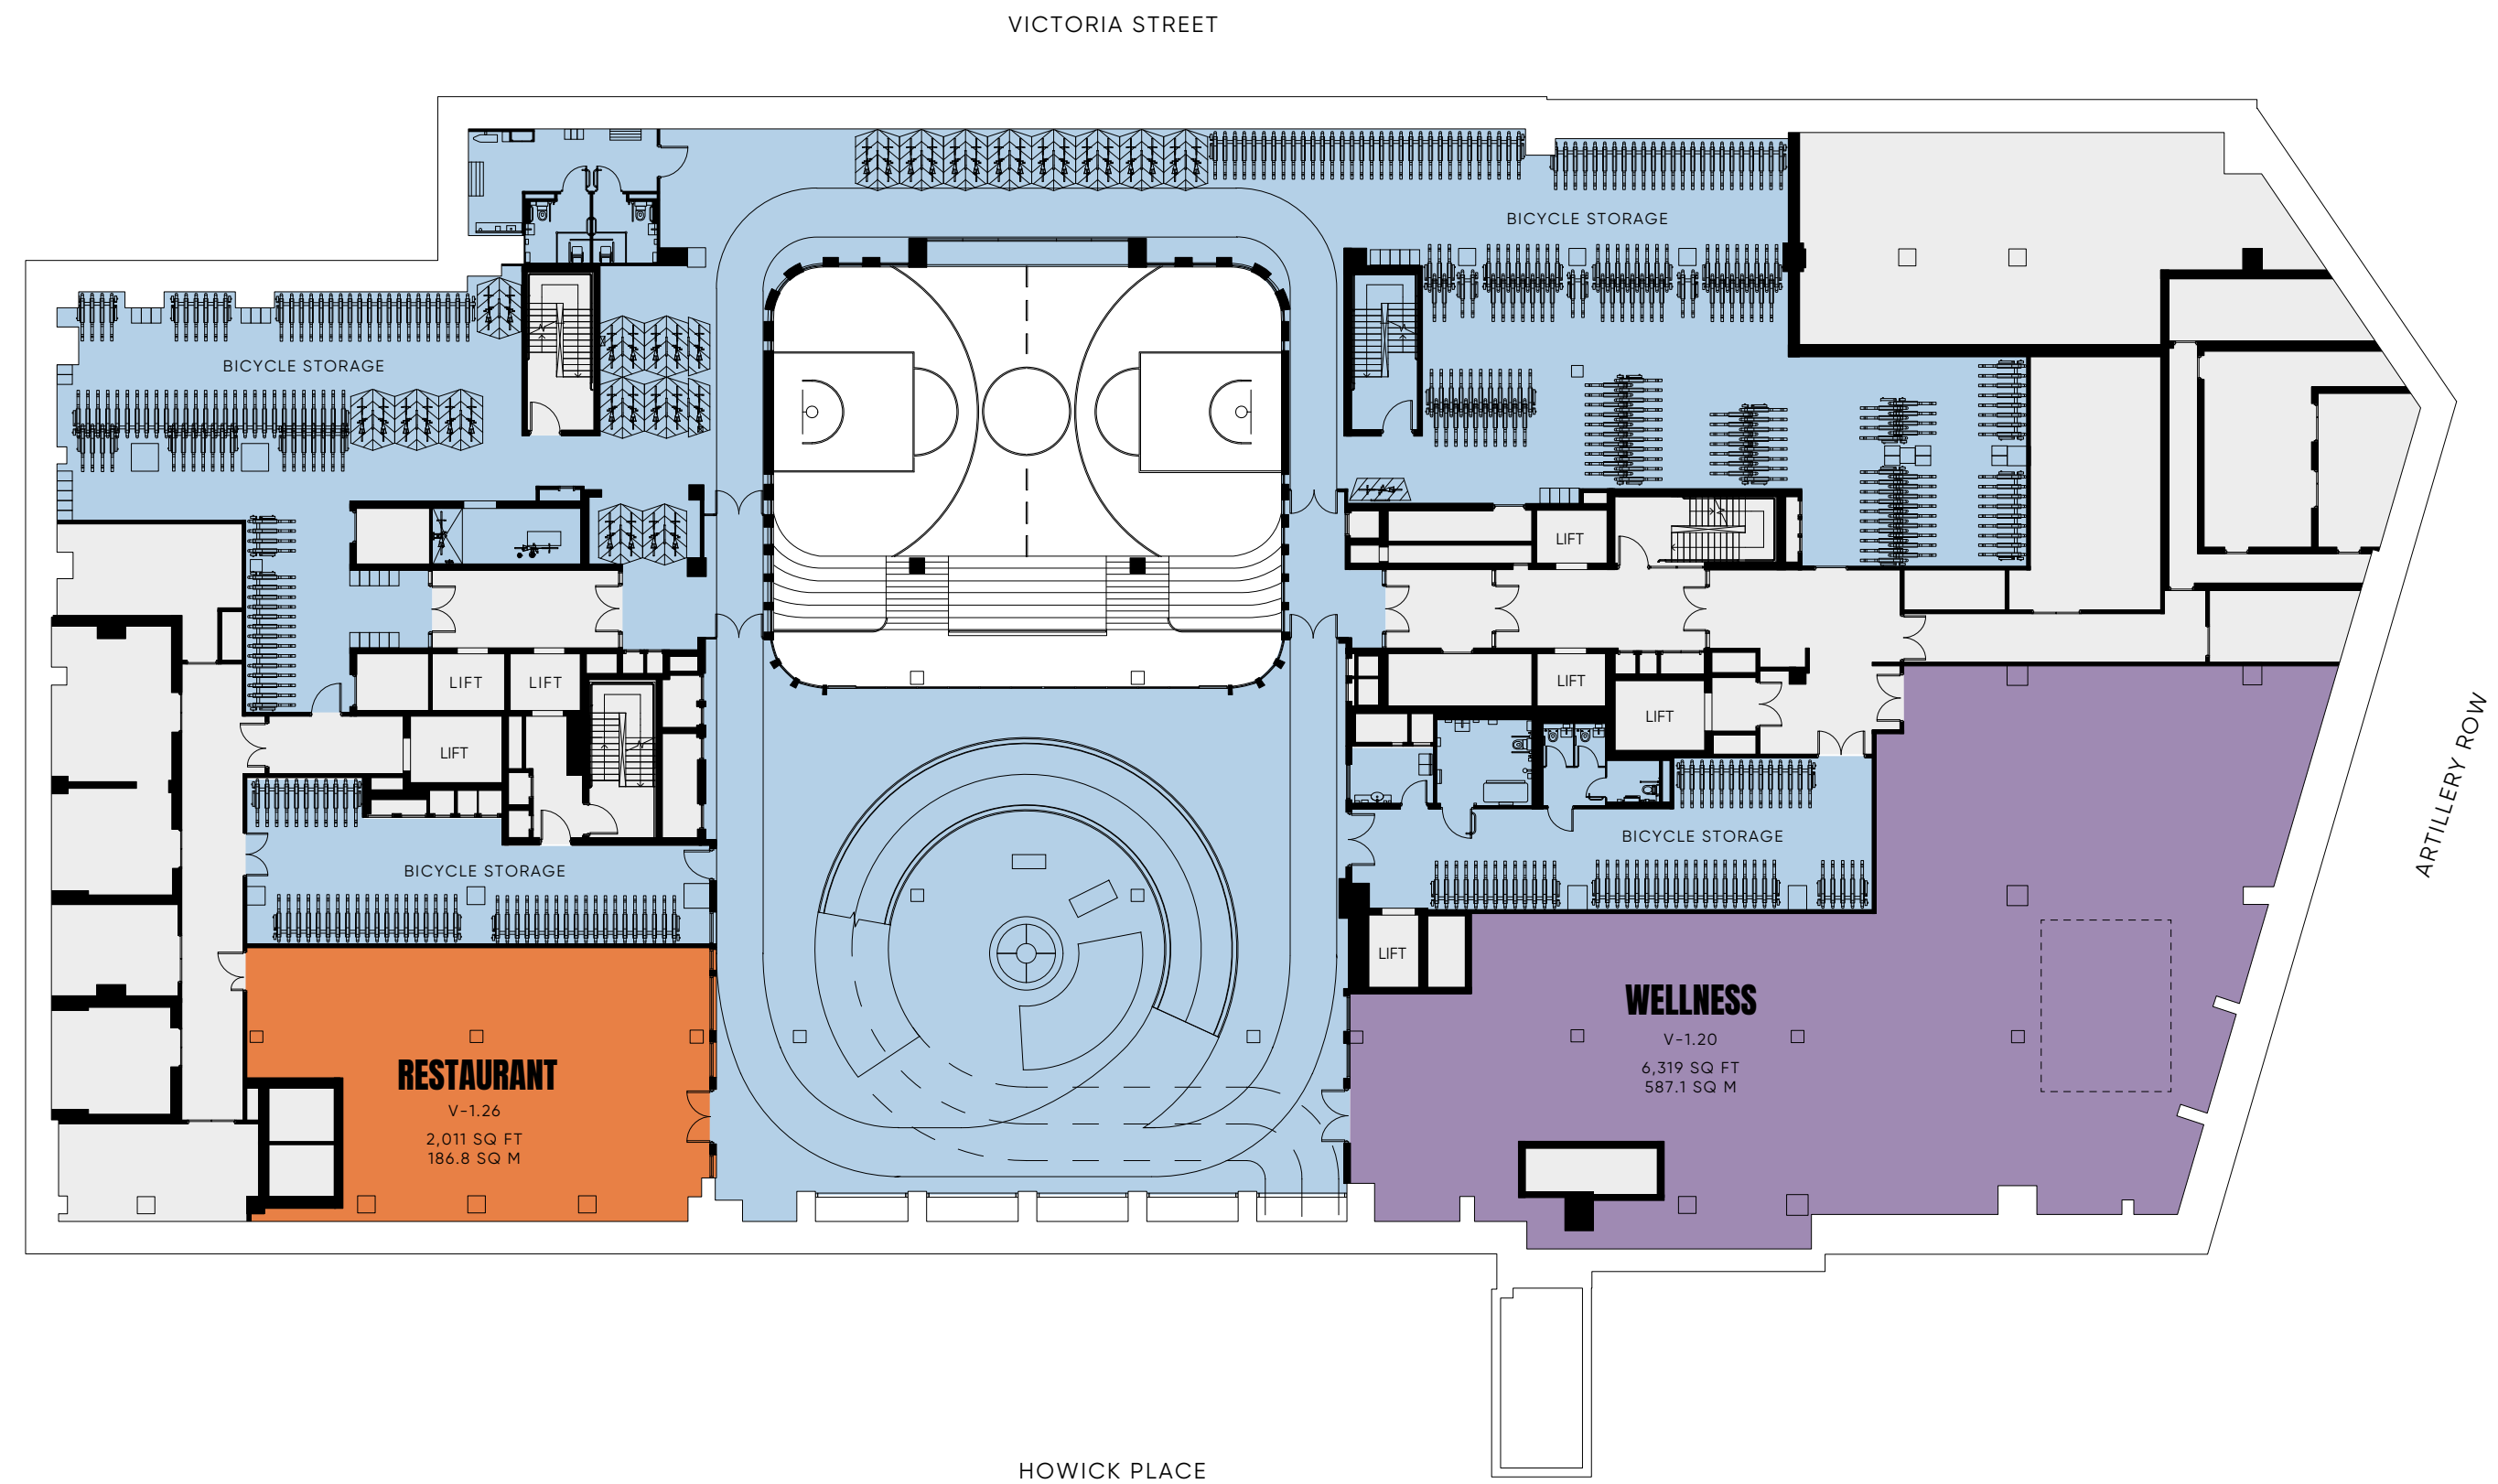 VICTORIA STREET
BICYCLE STORAGE
BICYCLE STORAGE
LIFT
LIFT
LIFT
LIFT
LIFT
LIFT
ARTILLERY ROW
BICYCLE STORAGE
BICYCLE STORAGE
LIFT
WELLNESS
V-1.20
6,319 SQ FT
587.1 SQ M
RESTAURANT
V-1.26
2,011 SQ FT
186.8 SQ M
HOWICK PLACE